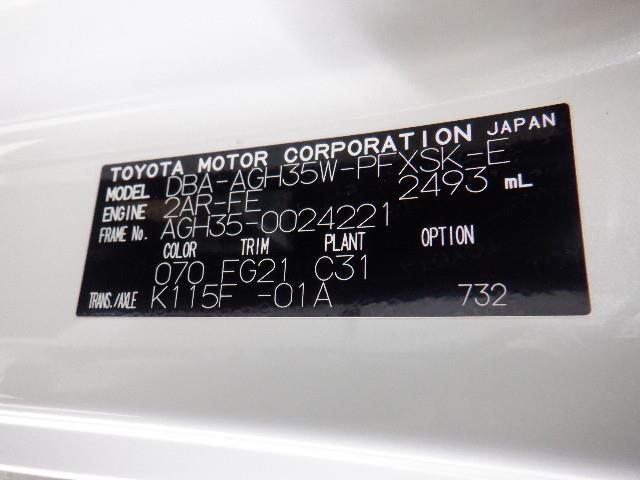 TOYOTA MOTOR CORPORATION JAPAN
MODEL DBA-AGH35W-PFXSK-E
ENGINE 2AR-FE 2493 mL
FRAME No. AGH35-0024221
COLOR TRIM PLANT OPTION
070 FG21 C31
TRANS./AXLE K115F -01A 732